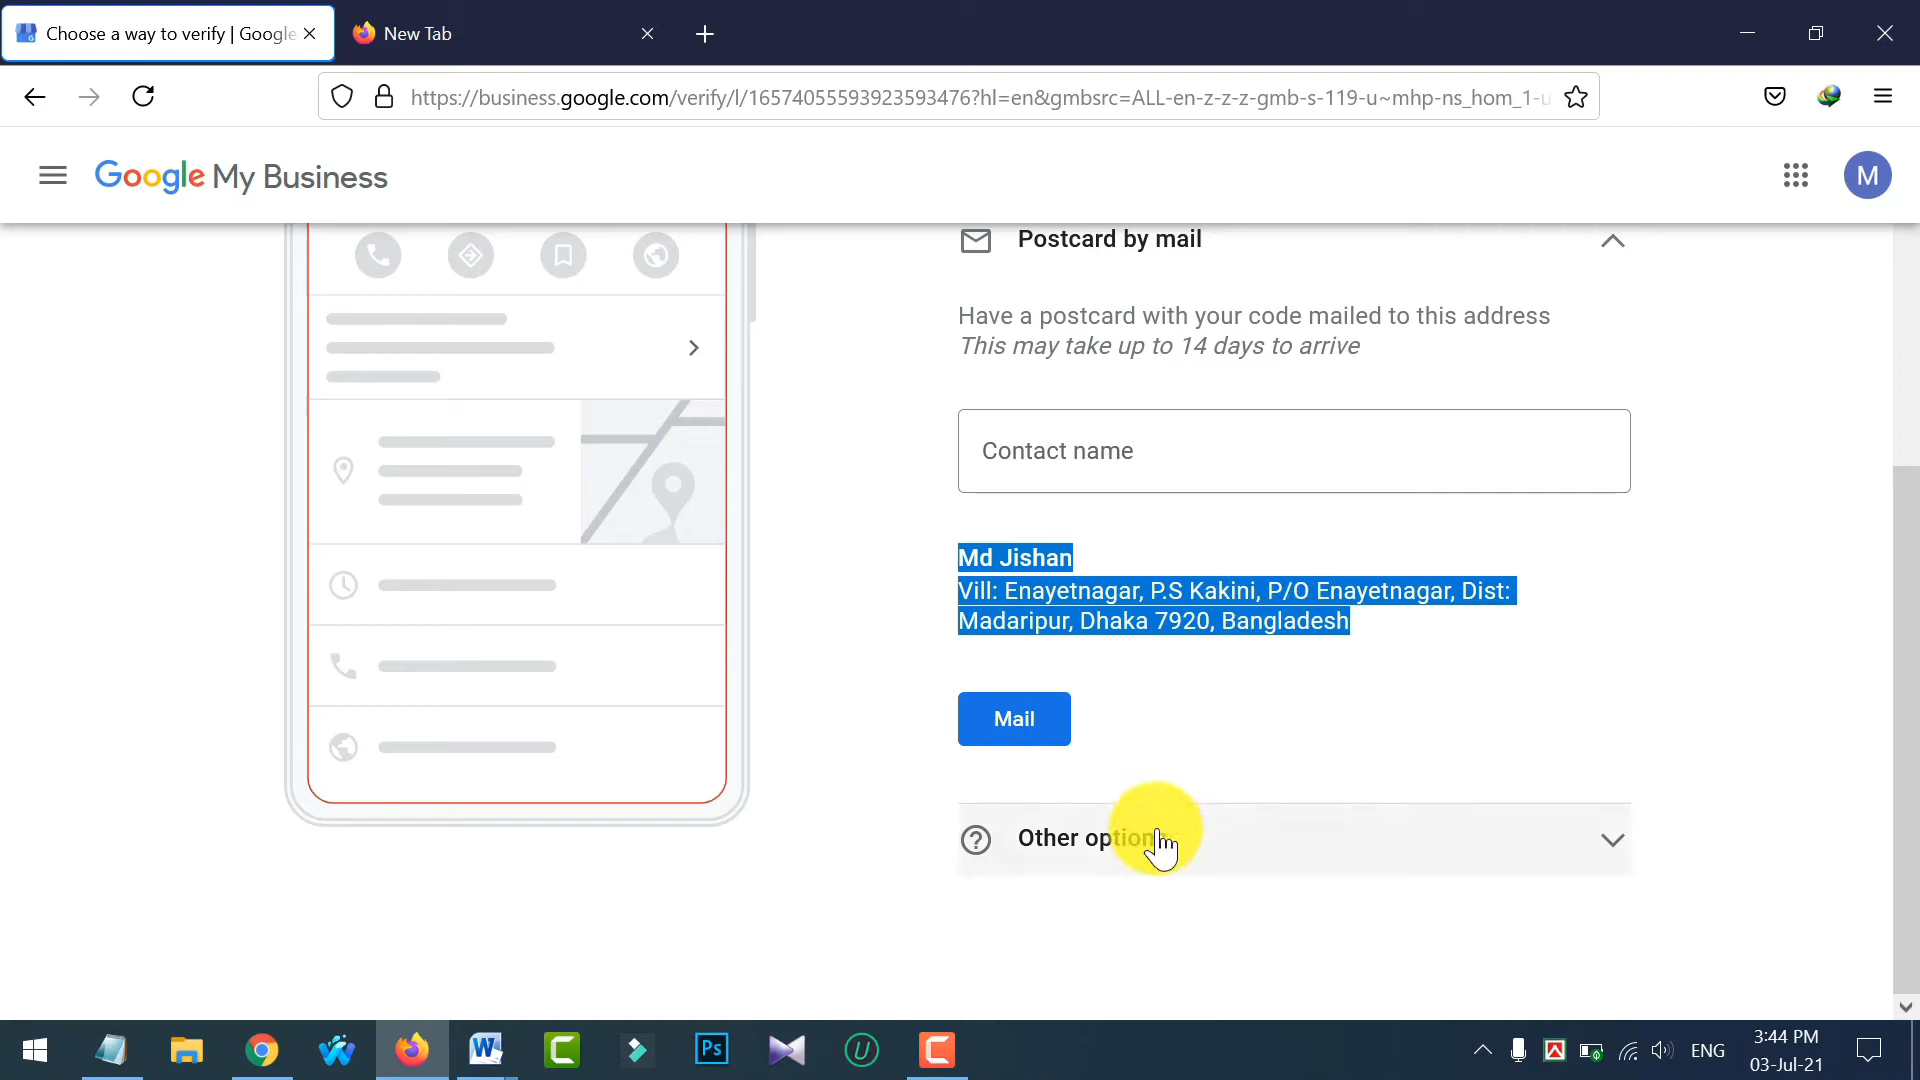 Choose a way to verify | Google
New Tab
https://business.google.com/verify/l/16574055593923593476?hl=en&gmbsrc=ALL-en-z-z-z-gmb-s-119-u~mhp-ns_hom_1-u
Google My Business
M
Postcard by mail
Have a postcard with your code mailed to this address
This may take up to 14 days to arrive
Contact name
Md Jishan
Vill: Enayetnagar, P.S Kakini, P/O Enayetnagar, Dist:
Madaripur, Dhaka 7920, Bangladesh
Mail
Other options
ENG
3:44 PM
03-Jul-21